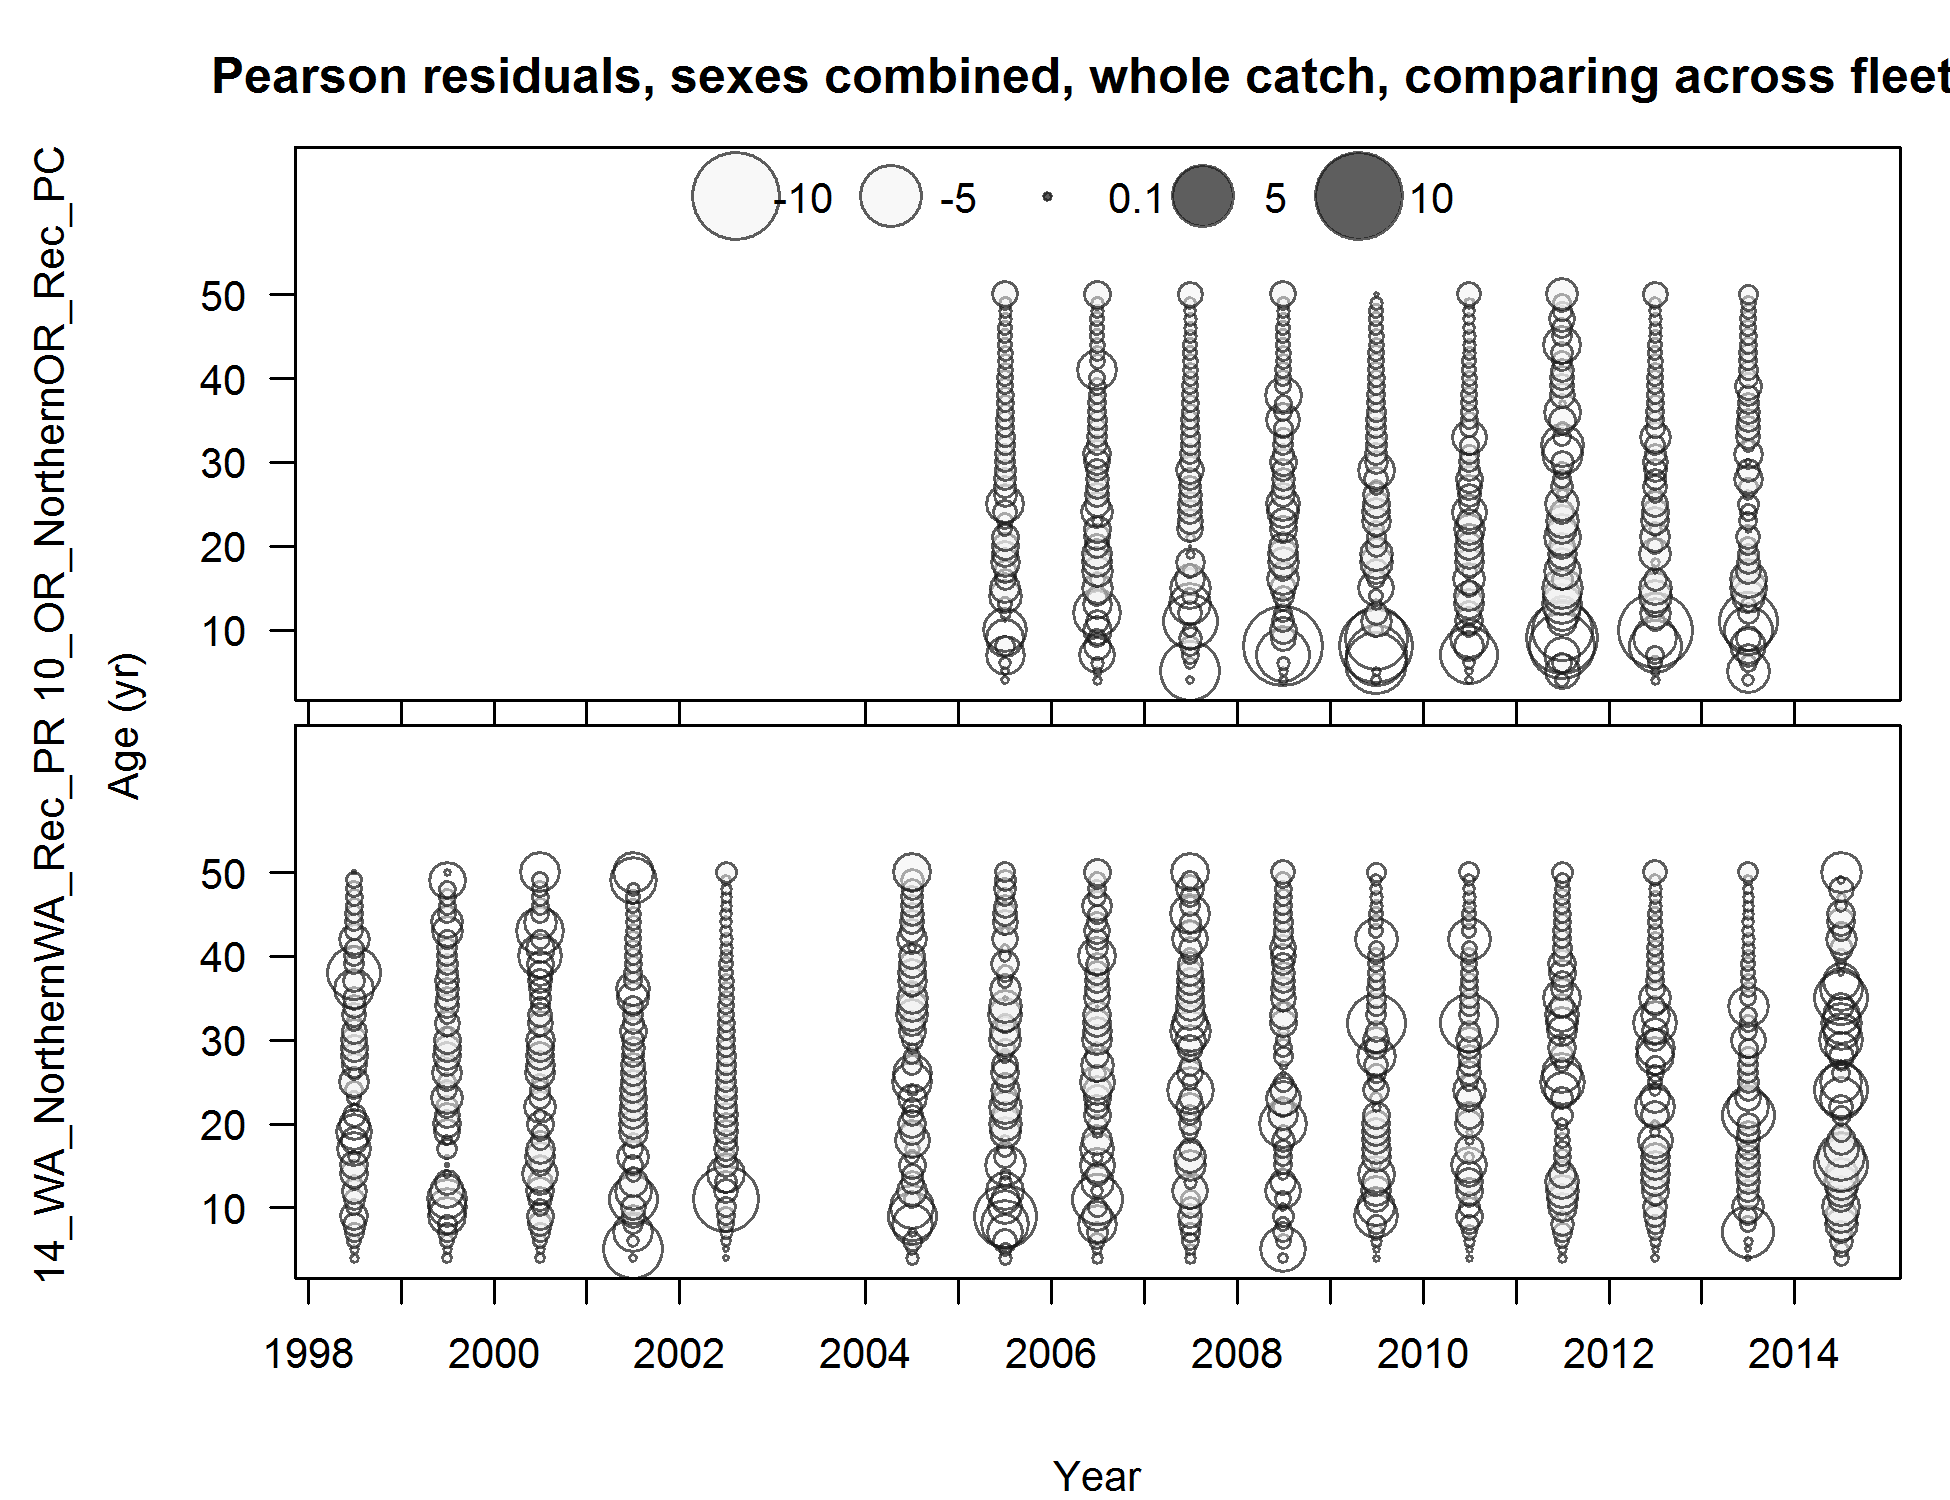 Pearson residuals, sexes combined, whole catch, comparing across fleet
-10 -5 0.1 5 10
14_WA_NorthernWA_Rec_PR 10_OR_NorthernOR_Rec_PC
Age (yr)
50
40
30
20
10
50
40
30
20
10
1998 2000 2002 2004 2006 2008 2010 2012 2014
Year